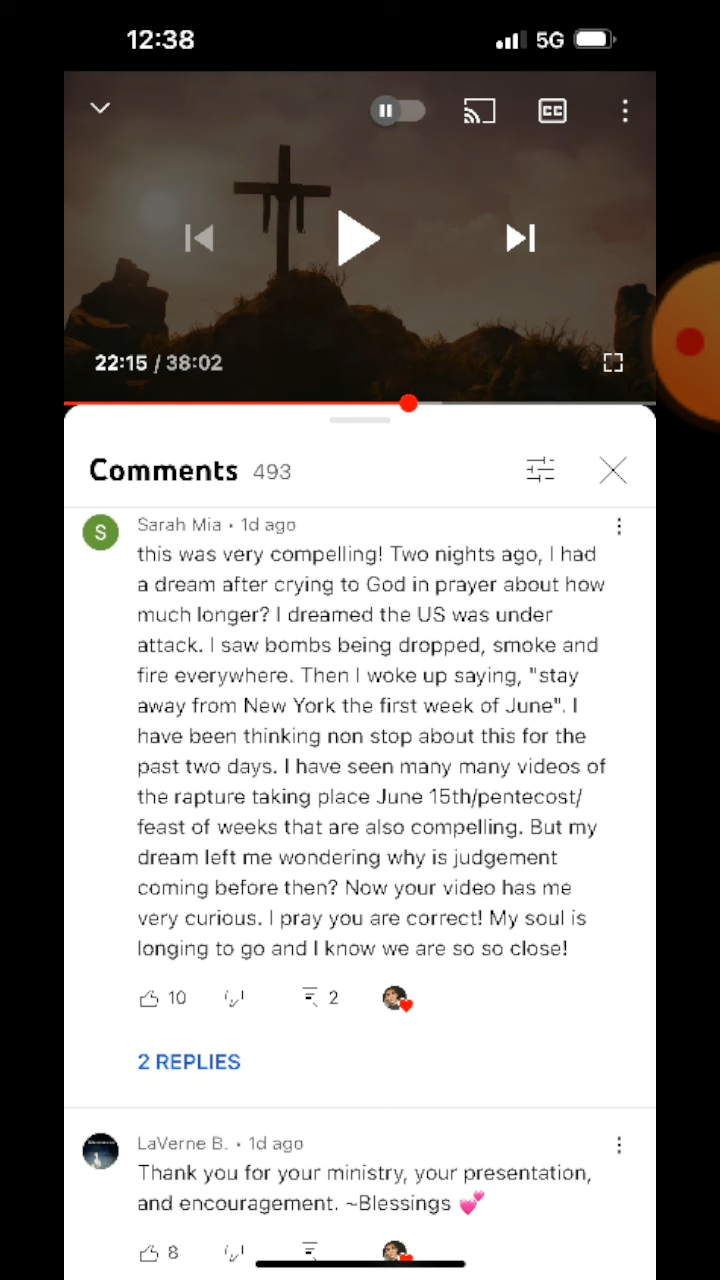 12:38
5G
CC
22:15 / 38:02
Comments 493
S
Sarah Mia • 1d ago
this was very compelling! Two nights ago, I had
a dream after crying to God in prayer about how
much longer? I dreamed the US was under
attack. I saw bombs being dropped, smoke and
fire everywhere. Then I woke up saying, "stay
away from New York the first week of June". I
have been thinking non stop about this for the
past two days. I have seen many many videos of
the rapture taking place June 15th/pentecost/
feast of weeks that are also compelling. But my
dream left me wondering why is judgement
coming before then? Now your video has me
very curious. I pray you are correct! My soul is
longing to go and I know we are so so close!
10 2
2 REPLIES
LaVerne B. • 1d ago
Thank you for your ministry, your presentation,
and encouragement. ~Blessings 💕
8